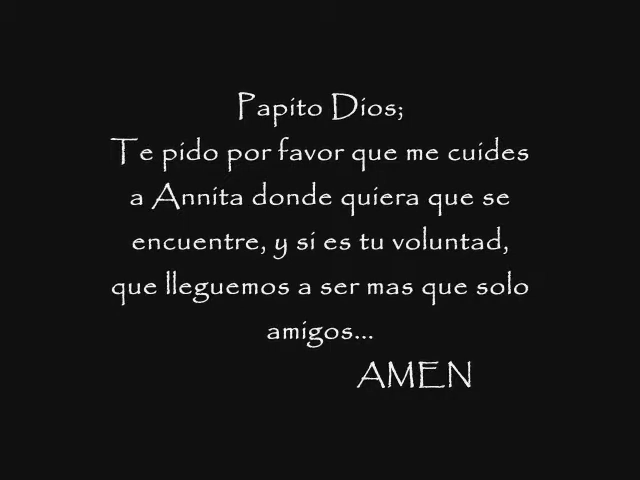 Papito Dios;
Te pido por favor que me cuides
a Annita donde quiera que se
encuentre, y si es tu voluntad,
que lleguemos a ser mas que solo
amigos...
AMEN